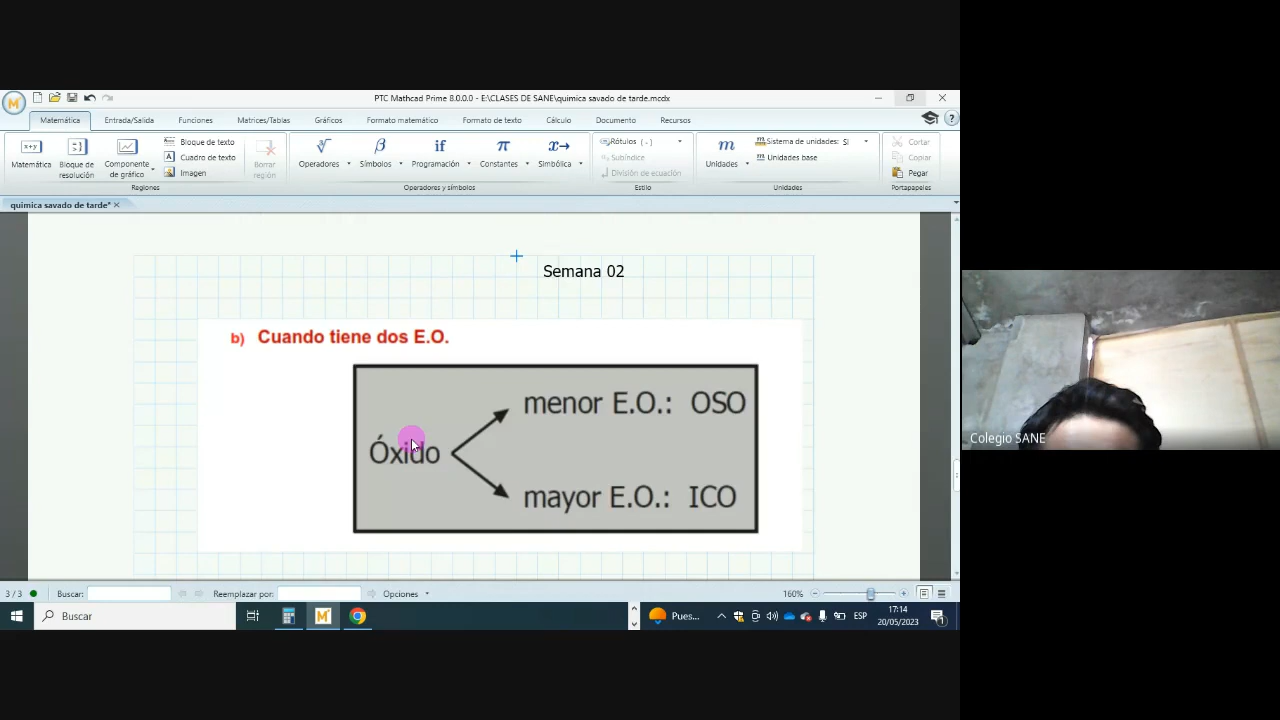 PTC Mathcad Prime 8.0.0.0 - E:\CLASES DE SANE\quimica savado de tarde.mcdx
Matemática Entrada/Salida Funciones Matrices/Tablas Gráficos Formato matemático Formato de texto Cálculo Documento Recursos
Matemática
Bloque de resolución
Componente de gráfico
Bloque de texto
Cuadro de texto
Imagen
Borrar región
Regiones
Operadores
Símbolos
if
Programación
π
Constantes
Simbólica
Operadores y símbolos
Rótulos ( - )
Subíndice
División de ecuación
Estilo
m
Unidades
Sistema de unidades: SI
Unidades base
Unidades
Cortar
Copiar
Pegar
Portapapeles
quimica savado de tarde*
Semana 02
b) Cuando tiene dos E.O.
menor E.O.: OSO
Óxido
mayor E.O.: ICO
Colegio SANE
3 / 3 Buscar: Reemplazar por: Opciones 160%
Buscar
Pues...
ESP
17:14
20/05/2023